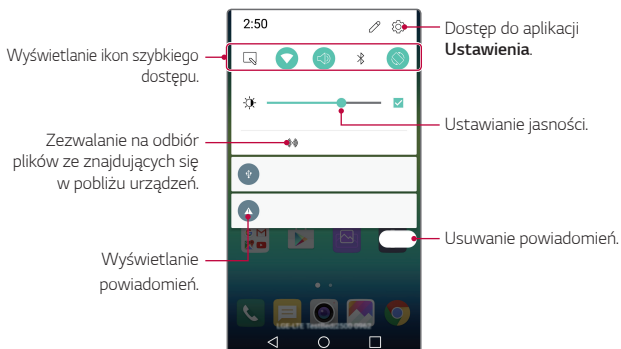 2:50
Dostęp do aplikacji
Ustawienia.
Wyświetlanie ikon szybkiego
dostępu.
Ustawianie jasności.
Zezwalanie na odbiór
plików ze znajdujących się
w pobliżu urządzeń.
Usuwanie powiadomień.
Wyświetlanie
powiadomień.